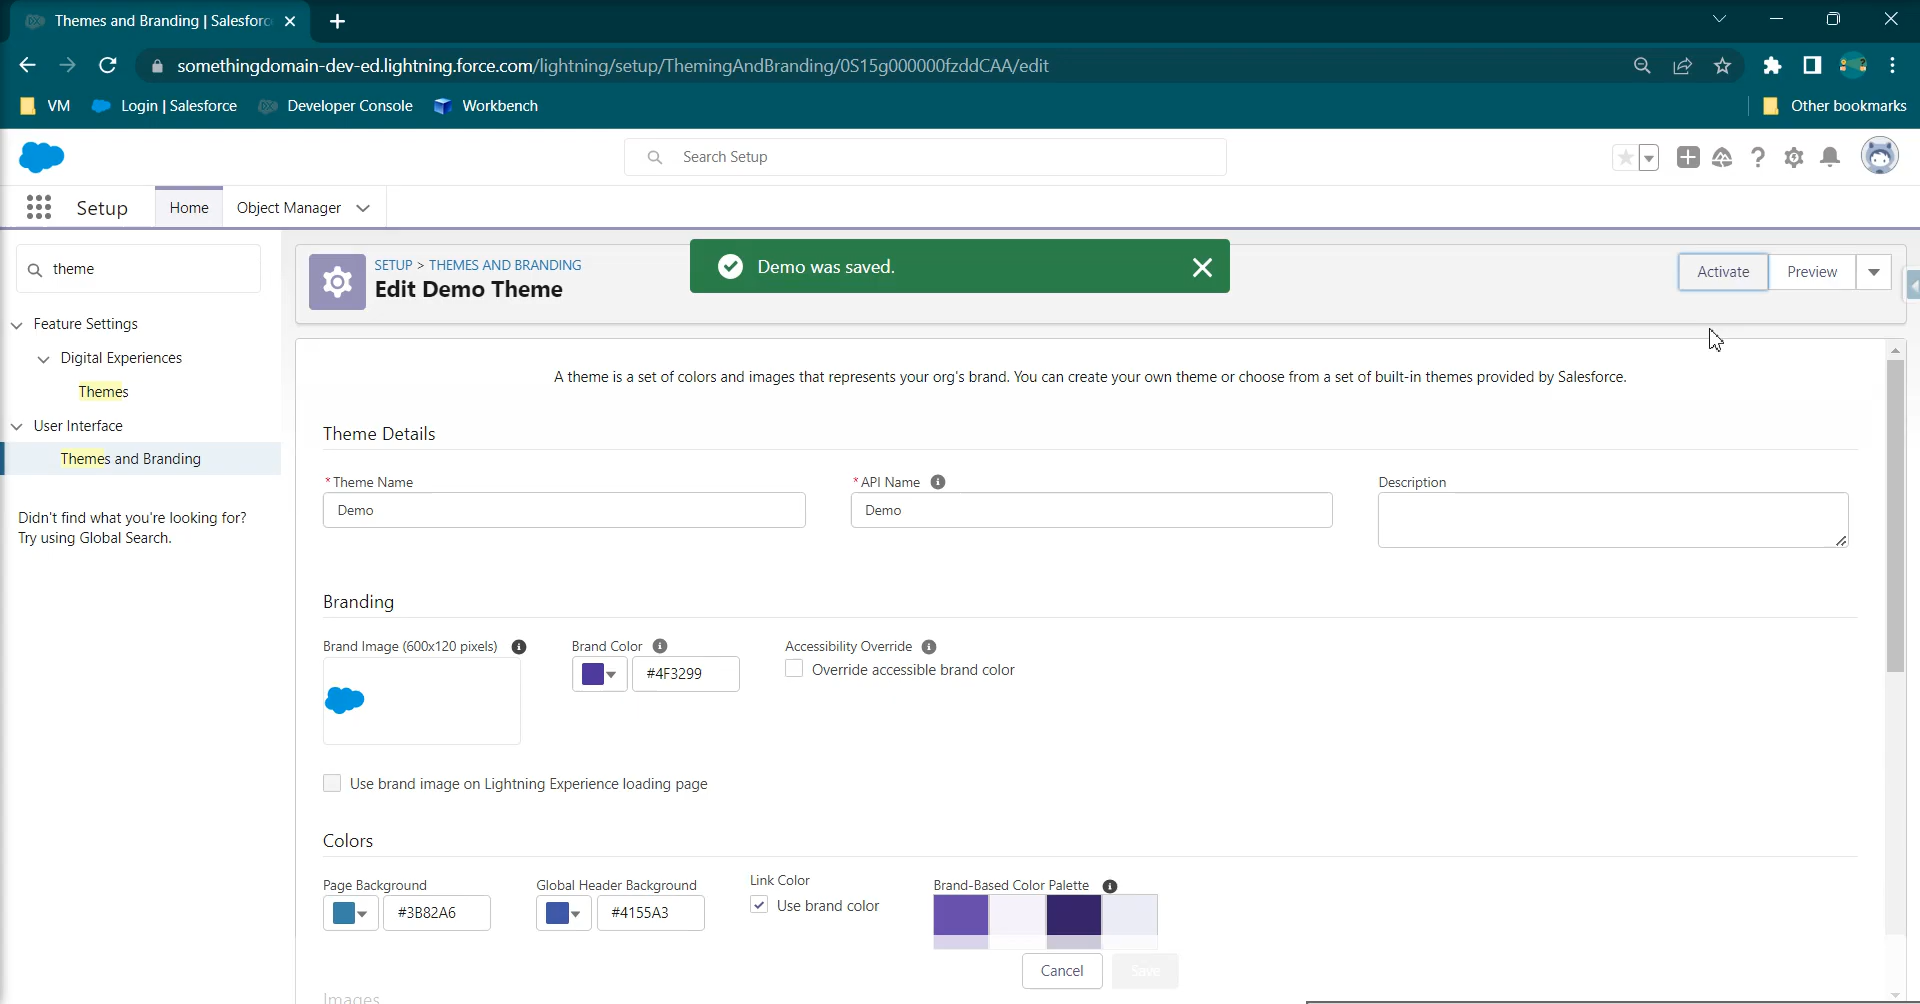 Themes and Branding | Salesforc
somethingdomain-dev-ed.lightning.force.com/lightning/setup/ThemingAndBranding/0S15g000000fzddCAA/edit
VM
Login | Salesforce
Developer Console
Workbench
Other bookmarks
Search Setup
Setup
Home
Object Manager
theme
Feature Settings
Digital Experiences
Themes
User Interface
Themes and Branding
Didn't find what you're looking for?
Try using Global Search.
SETUP > THEMES AND BRANDING
Edit Demo Theme
Demo was saved.
Activate
Preview
A theme is a set of colors and images that represents your org's brand. You can create your own theme or choose from a set of built-in themes provided by Salesforce.
Theme Details
* Theme Name
Demo
* API Name
Demo
Description
Branding
Brand Image (600x120 pixels)
Brand Color
#4F3299
Accessibility Override
Override accessible brand color
Use brand image on Lightning Experience loading page
Colors
Page Background
#3B82A6
Global Header Background
#4155A3
Link Color
Use brand color
Brand-Based Color Palette
Cancel
Save
Images